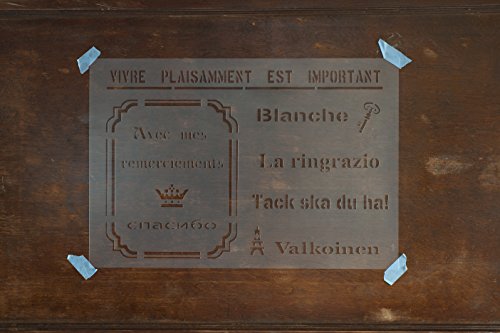 VIVRE PLAISAMMENT EST IMPORTANT
Avec mes
remerciements
спасибо
Blanche
La ringrazio
Tack ska du ha!
Valkoinen